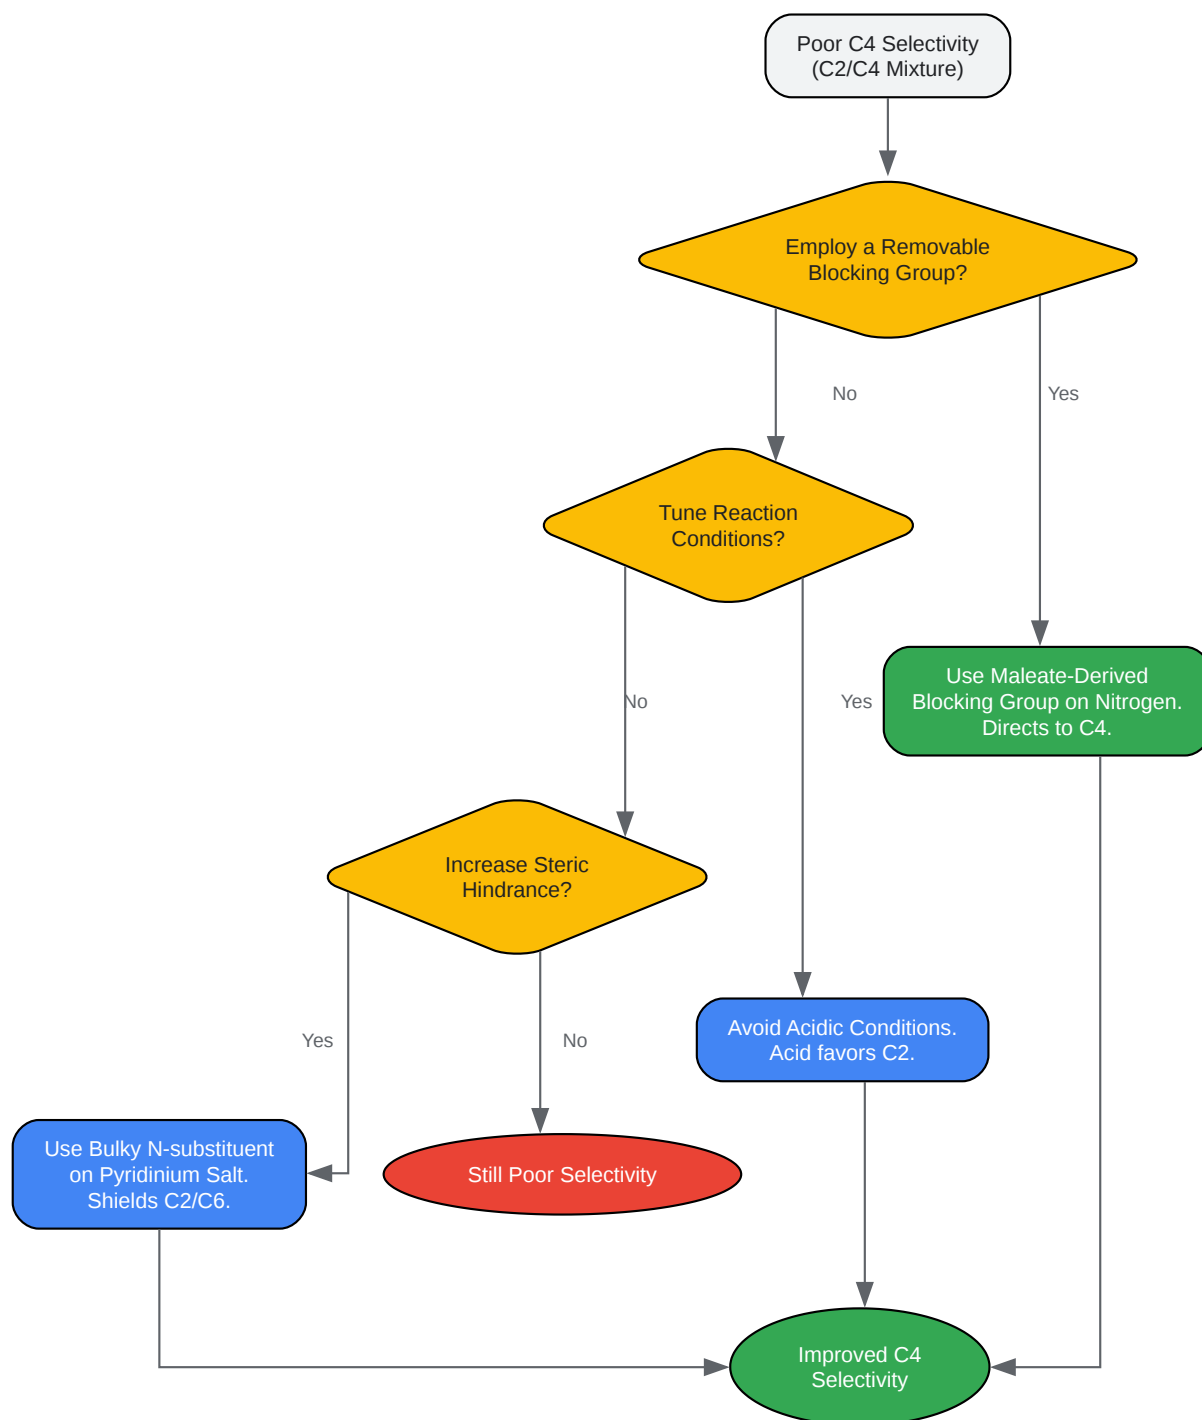 Poor C4 Selectivity
(C2/C4 Mixture)
Employ a Removable
Blocking Group?
No
Yes
Tune Reaction
Conditions?
Use Maleate-Derived
Blocking Group on Nitrogen.
Directs to C4.
No
Yes
Increase Steric
Hindrance?
Avoid Acidic Conditions.
Acid favors C2.
Yes
No
Use Bulky N-substituent
on Pyridinium Salt.
Shields C2/C6.
Still Poor Selectivity
Improved C4
Selectivity